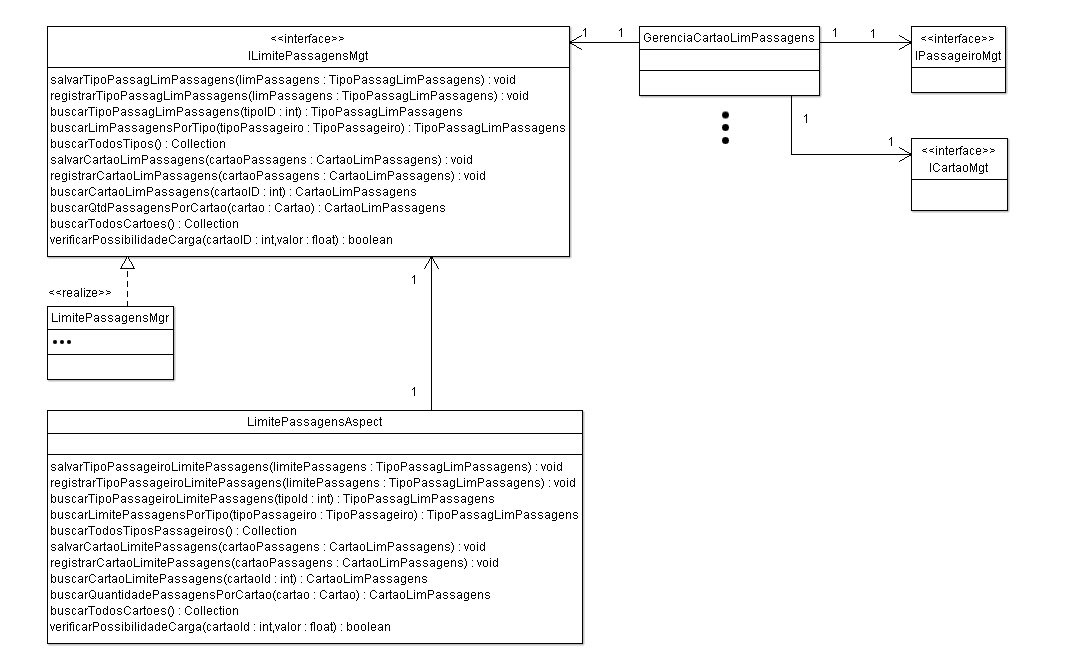 <<interface>>
ILimitePassagensMgt
salvarTipoPassagLimPassagens(limPassagens : TipoPassagLimPassagens) : void
registrarTipoPassagLimPassagens(limPassagens : TipoPassagLimPassagens) : void
buscarTipoPassagLimPassagens(tipoID : int) : TipoPassagLimPassagens
buscarLimPassagensPorTipo(tipoPassageiro : TipoPassageiro) : TipoPassagLimPassagens
buscarTodosTipos() : Collection
salvarCartaoLimPassagens(cartaoPassagens : CartaoLimPassagens) : void
registrarCartaoLimPassagens(cartaoPassagens : CartaoLimPassagens) : void
buscarCartaoLimPassagens(cartaoID : int) : CartaoLimPassagens
buscarQtdPassagensPorCartao(cartao : Cartao) : CartaoLimPassagens
buscarTodosCartoes() : Collection
verificarPossibilidadeCarga(cartaoID : int,valor : float) : boolean
1
1
GerenciaCartaoLimPassagens
1
1
<<interface>>
IPassageiroMgt
1
1
<<interface>>
ICartaoMgt
<<realize>>
LimitePassagensMgr
1
1
LimitePassagensAspect
salvarTipoPassageiroLimitePassagens(limitePassagens : TipoPassagLimPassagens) : void
registrarTipoPassageiroLimitePassagens(limitePassagens : TipoPassagLimPassagens) : void
buscarTipoPassageiroLimitePassagens(tipoId : int) : TipoPassagLimPassagens
buscarLimitePassagensPorTipo(tipoPassageiro : TipoPassageiro) : TipoPassagLimPassagens
buscarTodosTiposPassageiros() : Collection
salvarCartaoLimitePassagens(cartaoPassagens : CartaoLimPassagens) : void
registrarCartaoLimitePassagens(cartaoPassagens : CartaoLimPassagens) : void
buscarCartaoLimitePassagens(cartaoId : int) : CartaoLimPassagens
buscarQuantidadePassagensPorCartao(cartao : Cartao) : CartaoLimPassagens
buscarTodosCartoes() : Collection
verificarPossibilidadeCarga(cartaoId : int,valor : float) : boolean